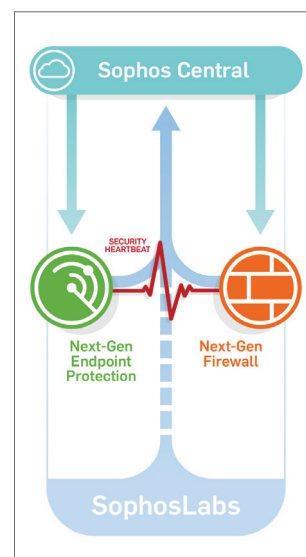 Sophos Central
SECURITY
HEARTBEAT
Next-Gen
Endpoint
Protection
Next-Gen
Firewall
SophosLabs